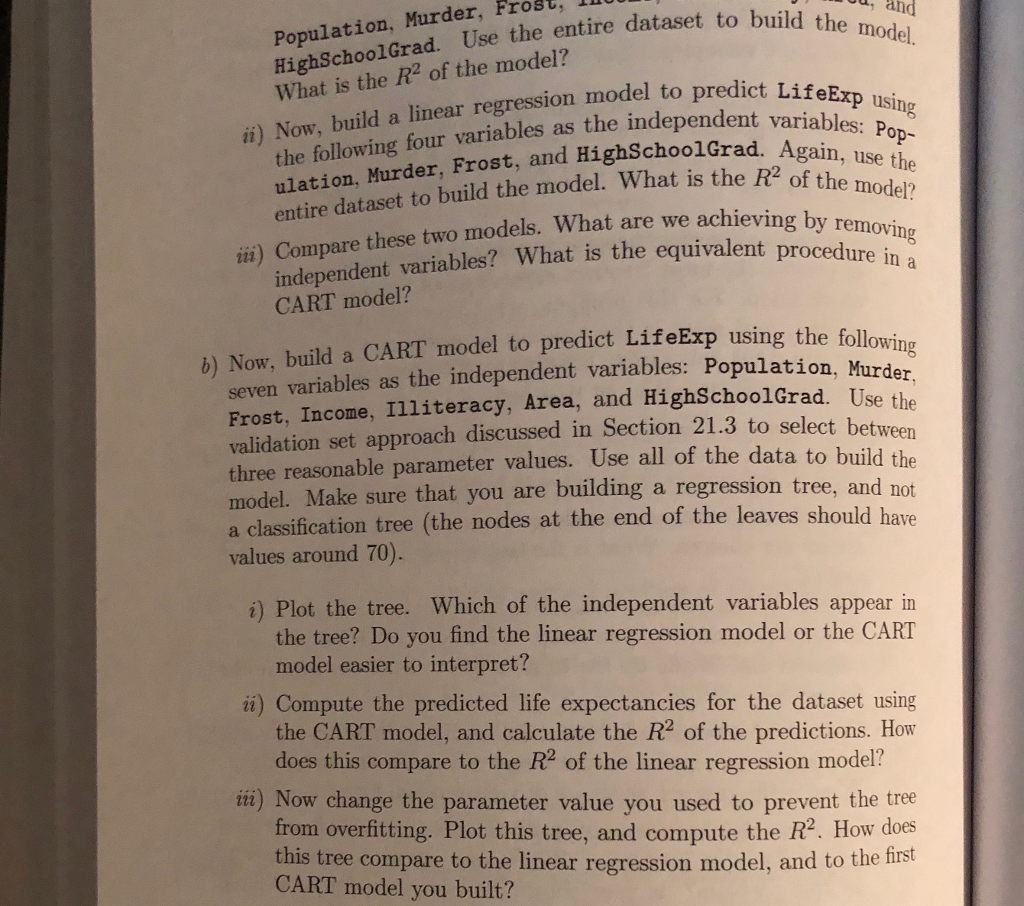 Population, Murder, Frost,
and
HighSchoolGrad. Use the entire dataset to build the model.
What is the R² of the model?
ii) Now, build a linear regression model to predict LifeExp using
the following four variables as the independent variables: Pop-
ulation, Murder, Frost, and HighSchoolGrad. Again, use the
entire dataset to build the model. What is the R² of the model?
iii) Compare these two models. What are we achieving by removing
independent variables? What is the equivalent procedure in a
CART model?
b) Now, build a CART model to predict LifeExp using the following
seven variables as the independent variables: Population, Murder,
Frost, Income, Illiteracy, Area, and HighSchoolGrad. Use the
validation set approach discussed in Section 21.3 to select between
three reasonable parameter values. Use all of the data to build the
model. Make sure that you are building a regression tree, and not
a classification tree (the nodes at the end of the leaves should have
values around 70).
i) Plot the tree. Which of the independent variables appear in
the tree? Do you find the linear regression model or the CART
model easier to interpret?
ii) Compute the predicted life expectancies for the dataset using
the CART model, and calculate the R² of the predictions. How
does this compare to the R² of the linear regression model?
iii) Now change the parameter value you used to prevent the tree
from overfitting. Plot this tree, and compute the R². How does
this tree compare to the linear regression model, and to the first
CART model you built?